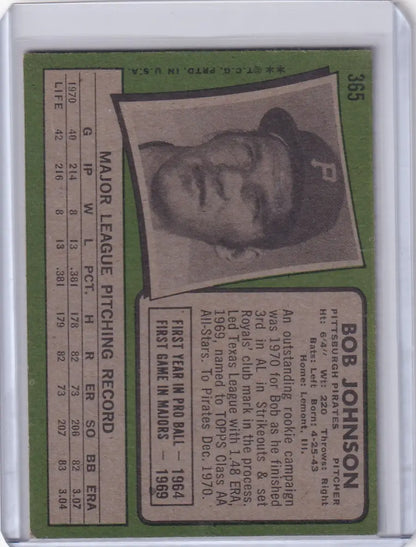 365
BOB JOHNSON
PITTSBURGH PIRATES PITCHER
Ht: 6'4" Wt: 220 Throws: Right
Bats: Left Born: 4-25-43
Home: Lemont, Ill.
An outstanding rookie campaign
was 1970 for Bob as he finished
3rd in AL in Strikeouts & set
Royals' club mark in the process.
Led Texas League with 1.48 ERA,
1969, named to TOPPS Class AA
All-Stars. To Pirates Dec. 1970.
FIRST YEAR IN PRO BALL — 1964
FIRST GAME IN MAJORS — 1969
P
**©T.C.G. PRTD. IN U.S.A.
MAJOR LEAGUE PITCHING RECORD
G IP W L PCT. H R ER SO BB ERA
1970 40 214 8 13 .381 178 82 73 206 82 3.07
LIFE 42 216 8 13 .381 179 82 73 207 83 3.04